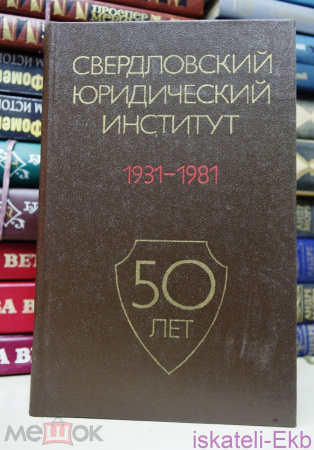 СВЕРДЛОВСКИЙ
ЮРИДИЧЕСКИЙ
ИНСТИТУТ
1931-1981
50
ЛЕТ
МЕШОК
iskateli-Ekb